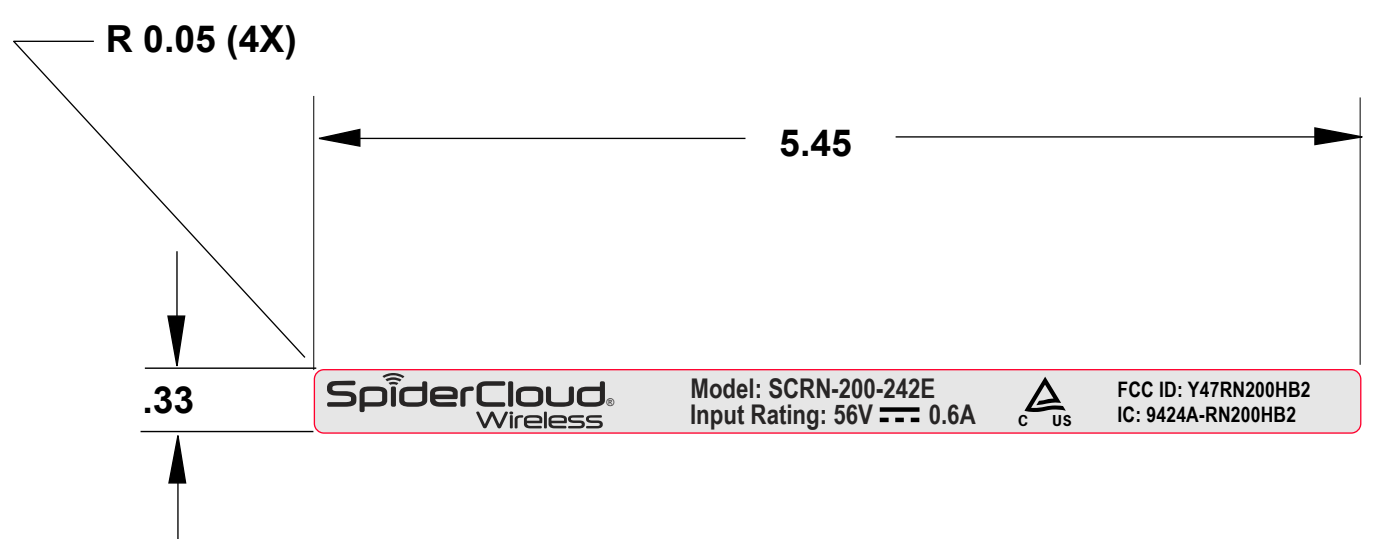 R 0.05 (4X)
5.45
.33
SpiderCloud®
Wireless
Model: SCRN-200-242E
Input Rating: 56V ⎓ 0.6A
C US
FCC ID: Y47RN200HB2
IC: 9424A-RN200HB2